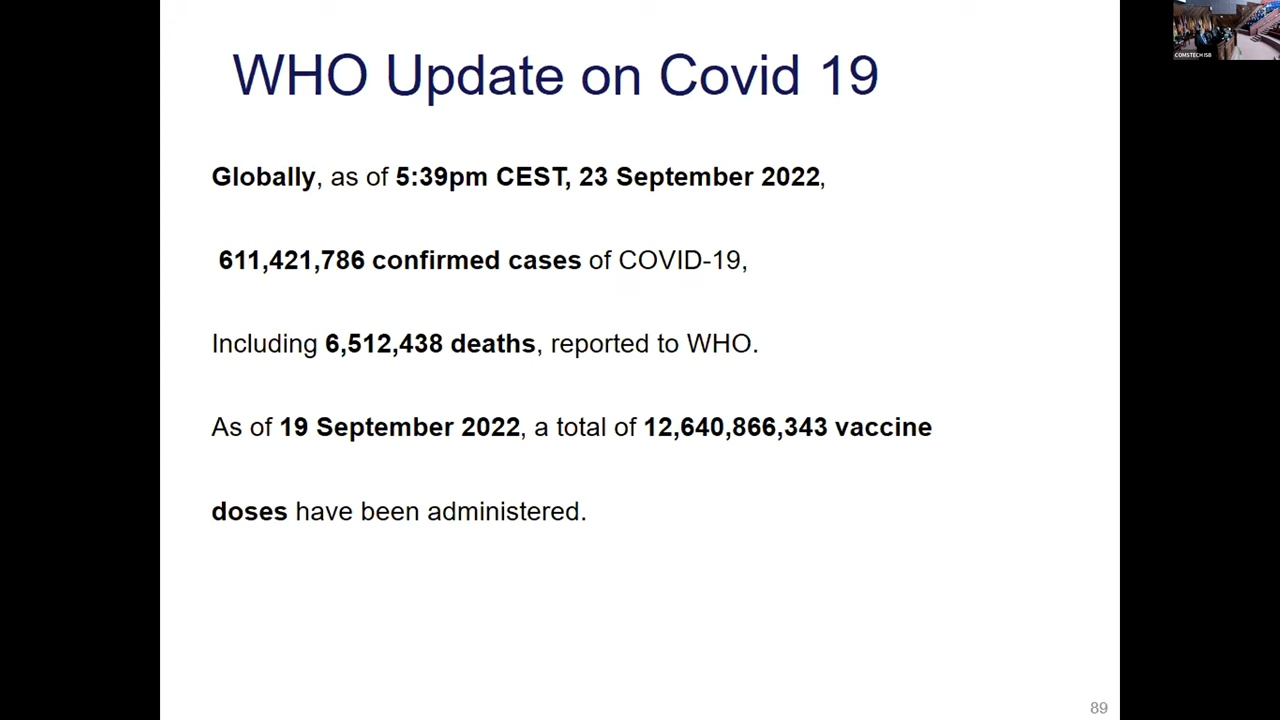 COMSTECH ISB
WHO Update on Covid 19
Globally, as of 5:39pm CEST, 23 September 2022,
611,421,786 confirmed cases of COVID-19,
Including 6,512,438 deaths, reported to WHO.
As of 19 September 2022, a total of 12,640,866,343 vaccine
doses have been administered.
89